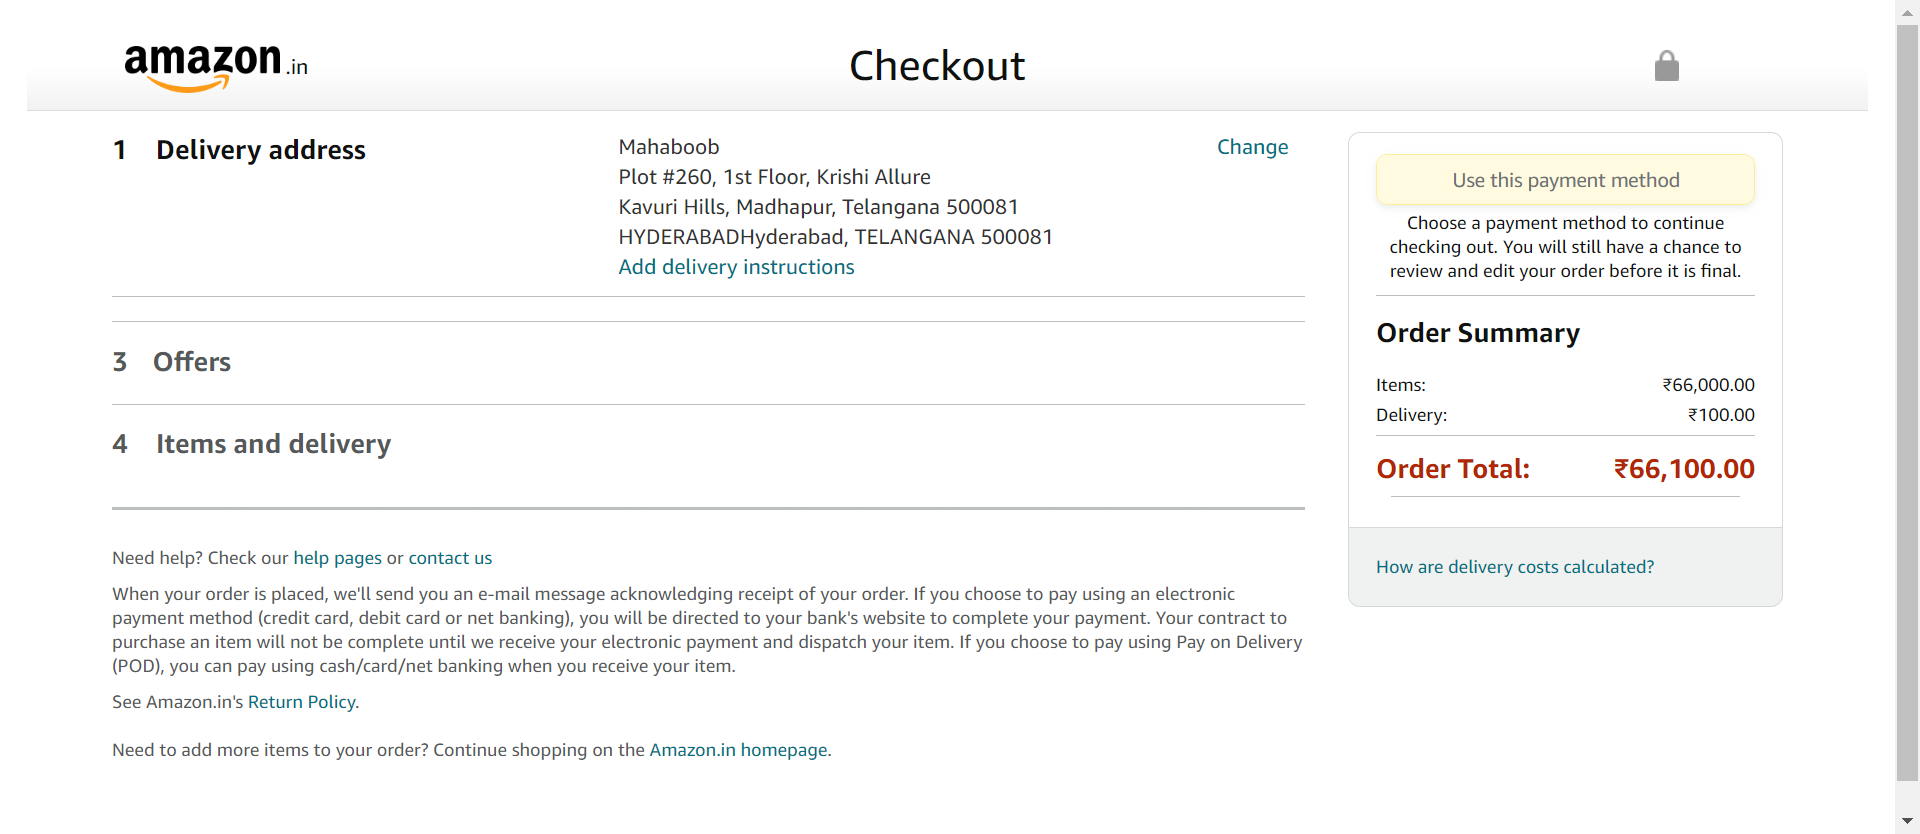 amazon.in
Checkout
1 Delivery address
Mahaboob
Plot #260, 1st Floor, Krishi Allure
Kavuri Hills, Madhapur, Telangana 500081
HYDERABADHyderabad, TELANGANA 500081
Add delivery instructions
Change
3 Offers
4 Items and delivery
Need help? Check our help pages or contact us
When your order is placed, we'll send you an e-mail message acknowledging receipt of your order. If you choose to pay using an electronic
payment method (credit card, debit card or net banking), you will be directed to your bank's website to complete your payment. Your contract to
purchase an item will not be complete until we receive your electronic payment and dispatch your item. If you choose to pay using Pay on Delivery
(POD), you can pay using cash/card/net banking when you receive your item.
See Amazon.in's Return Policy.
Need to add more items to your order? Continue shopping on the Amazon.in homepage.
Use this payment method
Choose a payment method to continue
checking out. You will still have a chance to
review and edit your order before it is final.
Order Summary
Items: ₹66,000.00
Delivery: ₹100.00
Order Total: ₹66,100.00
How are delivery costs calculated?